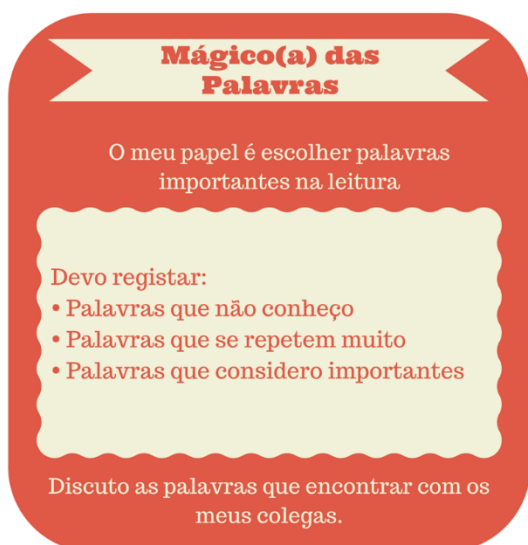 Mágico(a) das
Palavras
O meu papel é escolher palavras
importantes na leitura
Devo registar:
• Palavras que não conheço
• Palavras que se repetem muito
• Palavras que considero importantes
Discuto as palavras que encontrar com os
meus colegas.